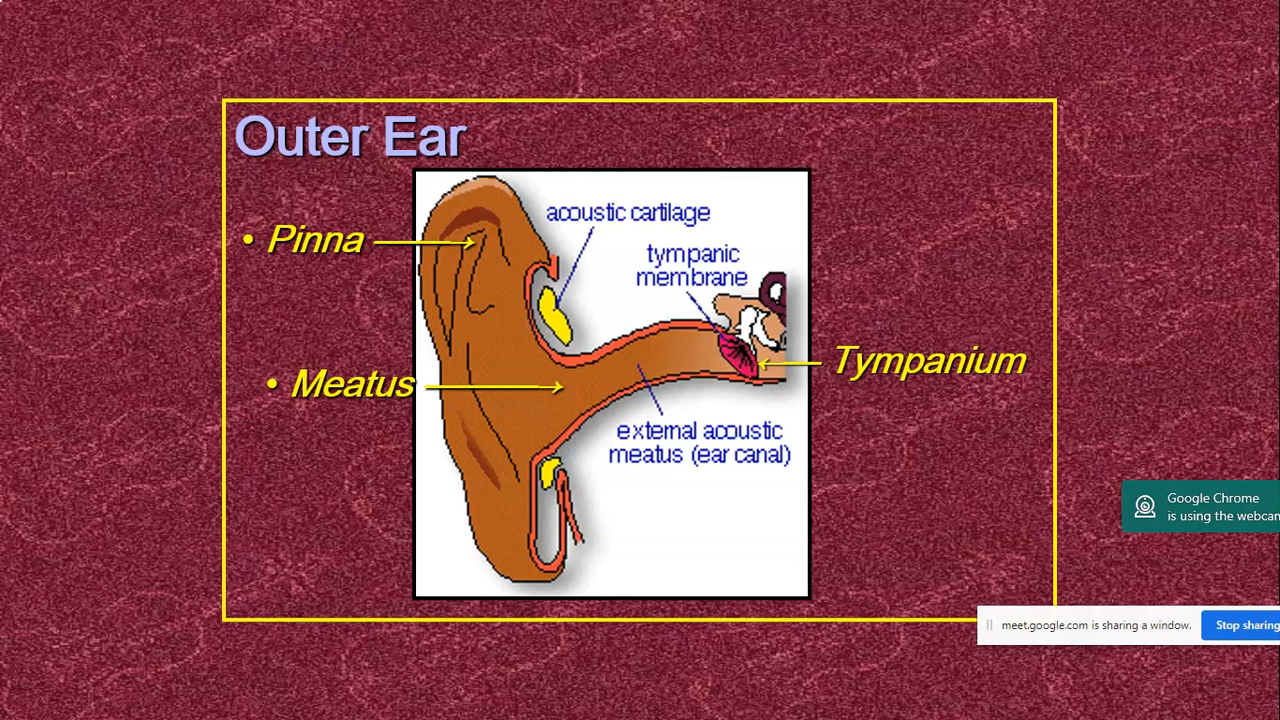 Outer Ear
acoustic cartilage
• Pinna
tympanic
membrane
Tympanium
• Meatus
external acoustic
meatus (ear canal)
Google Chrome
is using the webcam
meet.google.com is sharing a window.
Stop sharing